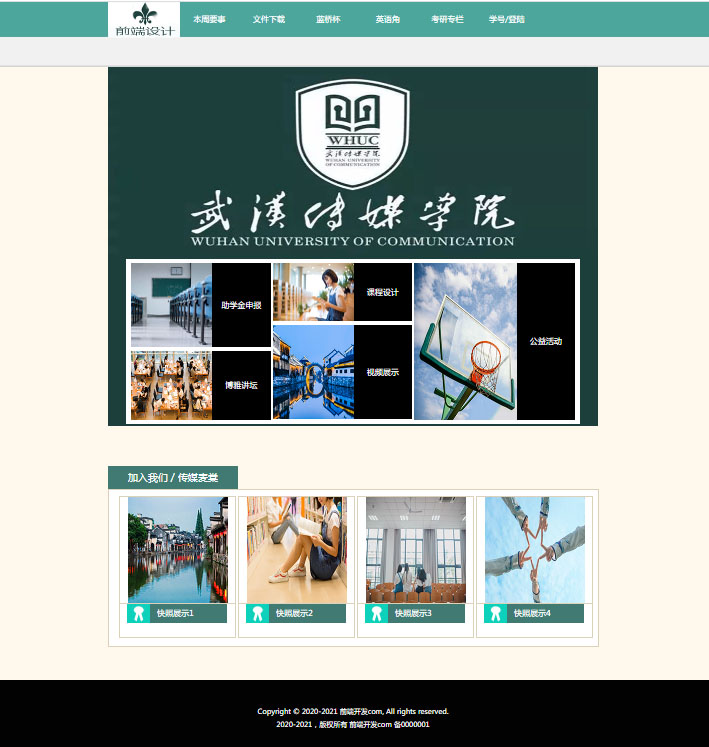 前端设计
本周要事 文件下载 蓝桥杯 英语角 考研专栏 学号/登陆
WHUC
武汉传媒学院
WUHAN UNIVERSITY
OF COMMUNICATION
武漢傳媒學院
WUHAN UNIVERSITY OF COMMUNICATION
助学金申报
课程设计
公益活动
博雅讲坛
视频展示
加入我们 / 传媒麦棠
快照展示1 快照展示2 快照展示3 快照展示4
Copyright © 2020-2021 前端开发com, All rights reserved.
2020-2021，版权所有 前端开发com 备0000001